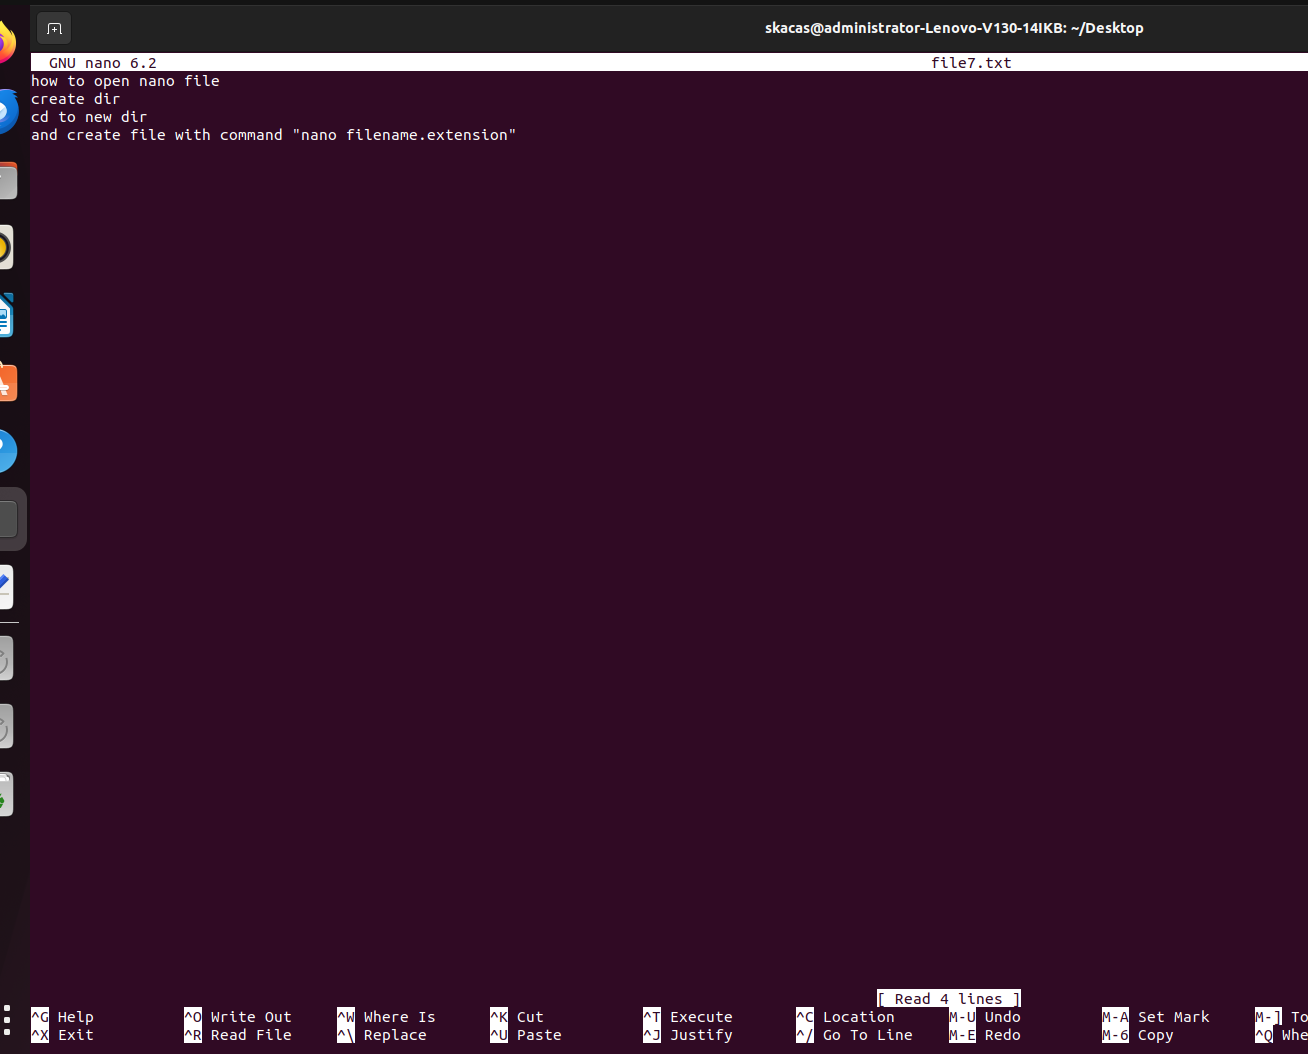 skacas@administrator-Lenovo-V130-14IKB: ~/Desktop
GNU nano 6.2 file7.txt
how to open nano file
create dir
cd to new dir
and create file with command "nano filename.extension"
[ Read 4 lines ]
^G Help ^O Write Out ^W Where Is ^K Cut ^T Execute ^C Location M-U Undo M-A Set Mark M-] To
^X Exit ^R Read File ^\ Replace ^U Paste ^J Justify ^/ Go To Line M-E Redo M-6 Copy ^Q Whe